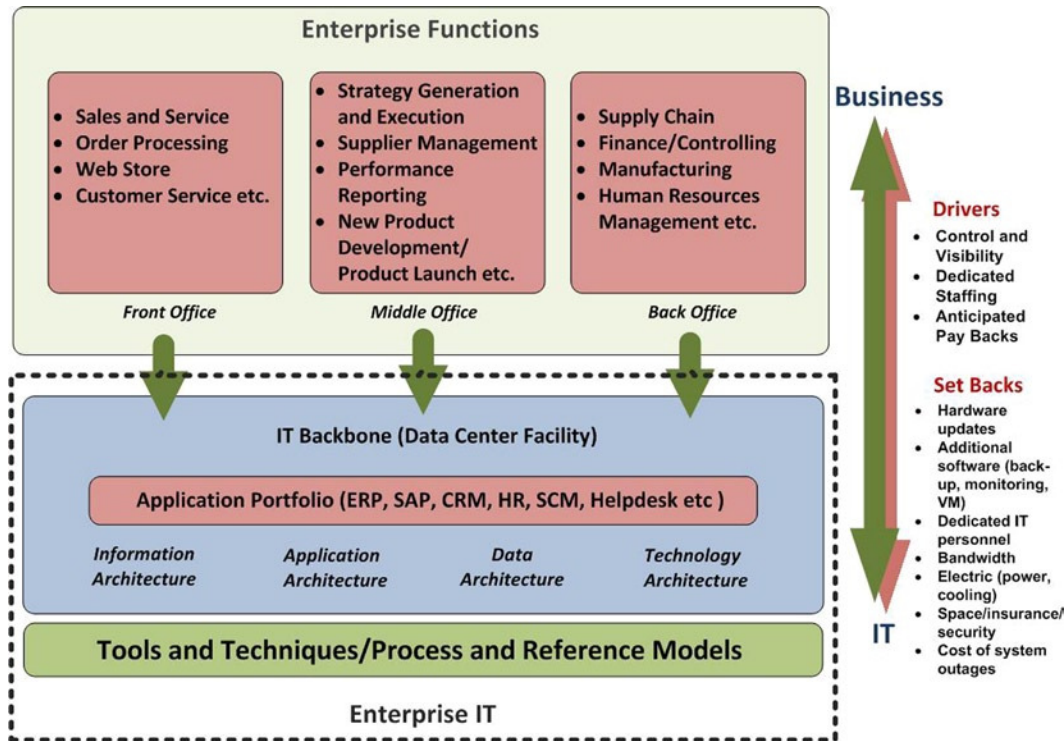 Enterprise Functions
• Sales and Service
• Order Processing
• Web Store
• Customer Service etc.
Front Office
• Strategy Generation
and Execution
• Supplier Management
• Performance
Reporting
• New Product
Development/
Product Launch etc.
Middle Office
• Supply Chain
• Finance/Controlling
• Manufacturing
• Human Resources
Management etc.
Back Office
IT Backbone (Data Center Facility)
Application Portfolio (ERP, SAP, CRM, HR, SCM, Helpdesk etc )
Information
Architecture
Application
Architecture
Data
Architecture
Technology
Architecture
Tools and Techniques/Process and Reference Models
Enterprise IT
Business
IT
Drivers
• Control and
Visibility
• Dedicated
Staffing
• Anticipated
Pay Backs
Set Backs
• Hardware
updates
• Additional
software (back-
up, monitoring,
VM)
• Dedicated IT
personnel
• Bandwidth
• Electric (power,
cooling)
• Space/insurance/
security
• Cost of system
outages